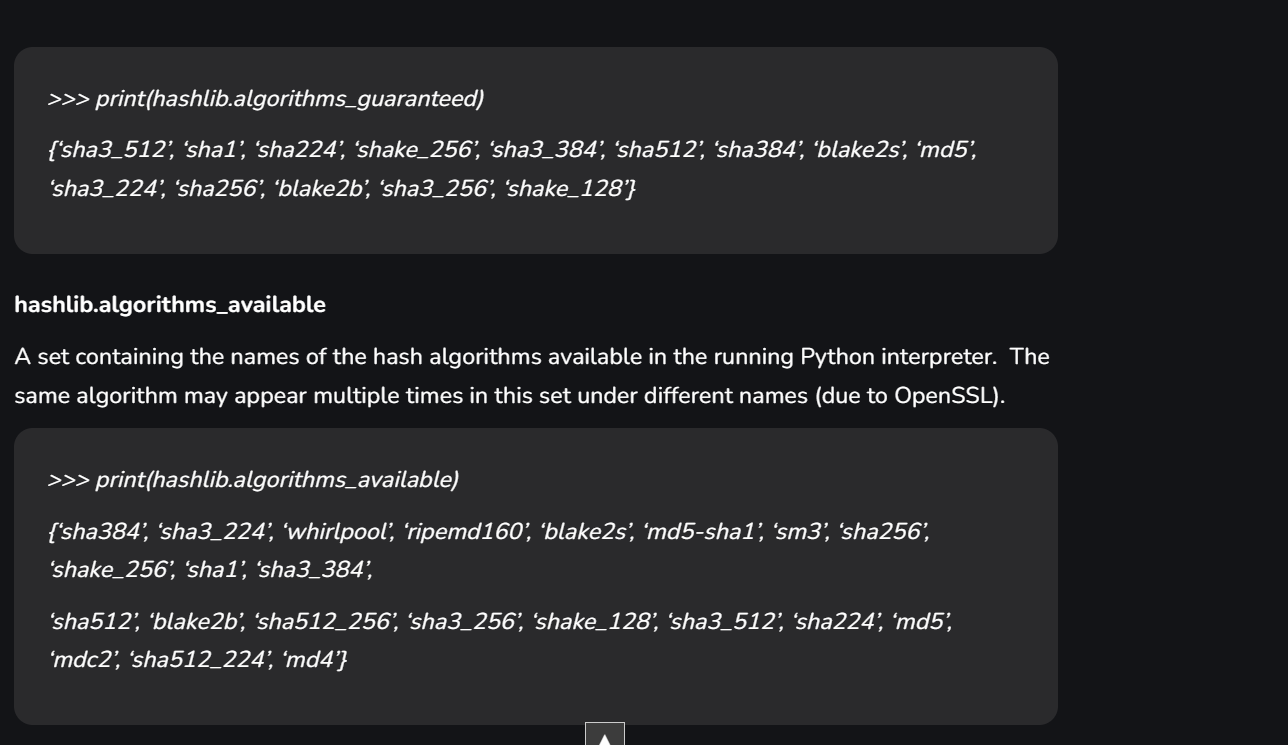 >>> print(hashlib.algorithms_guaranteed)
{‘sha3_512’, ‘sha1’, ‘sha224’, ‘shake_256’, ‘sha3_384’, ‘sha512’, ‘sha384’, ‘blake2s’, ‘md5’,
‘sha3_224’, ‘sha256’, ‘blake2b’, ‘sha3_256’, ‘shake_128’}
hashlib.algorithms_available
A set containing the names of the hash algorithms available in the running Python interpreter.  The
same algorithm may appear multiple times in this set under different names (due to OpenSSL).
>>> print(hashlib.algorithms_available)
{‘sha384’, ‘sha3_224’, ‘whirlpool’, ‘ripemd160’, ‘blake2s’, ‘md5-sha1’, ‘sm3’, ‘sha256’,
‘shake_256’, ‘sha1’, ‘sha3_384’,
‘sha512’, ‘blake2b’, ‘sha512_256’, ‘sha3_256’, ‘shake_128’, ‘sha3_512’, ‘sha224’, ‘md5’,
‘mdc2’, ‘sha512_224’, ‘md4’}